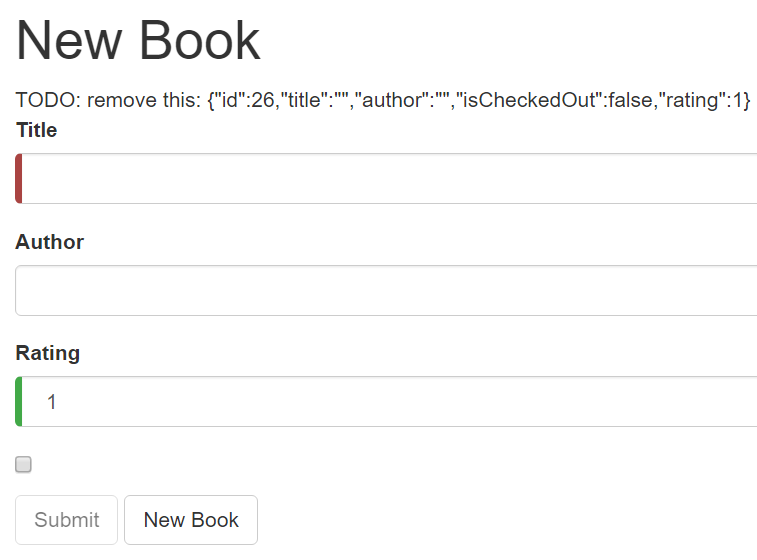 New Book
TODO: remove this: {"id":26,"title":"","author":"","isCheckedOut":false,"rating":1}
Title
Author
Rating
1
Submit New Book